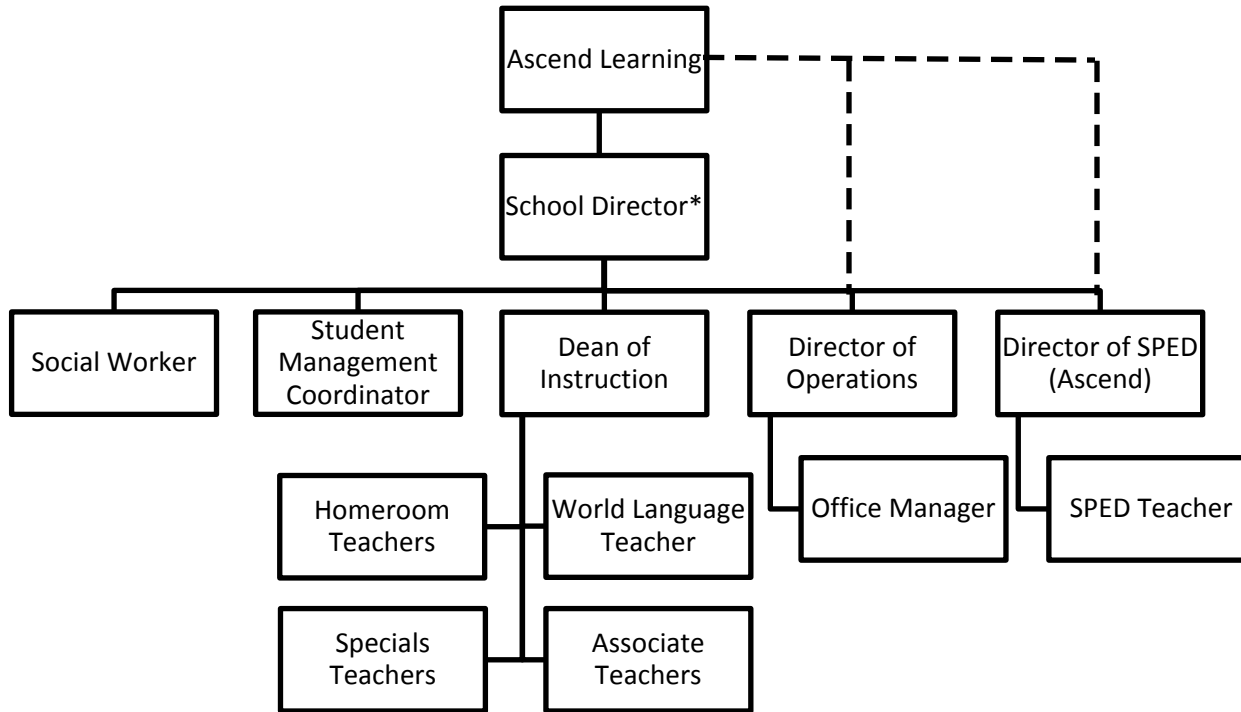 Ascend Learning
School Director*
Social Worker
Student
Management
Coordinator
Dean of
Instruction
Director of
Operations
Director of SPED
(Ascend)
Homeroom
Teachers
World Language
Teacher
Office Manager
SPED Teacher
Specials
Teachers
Associate
Teachers